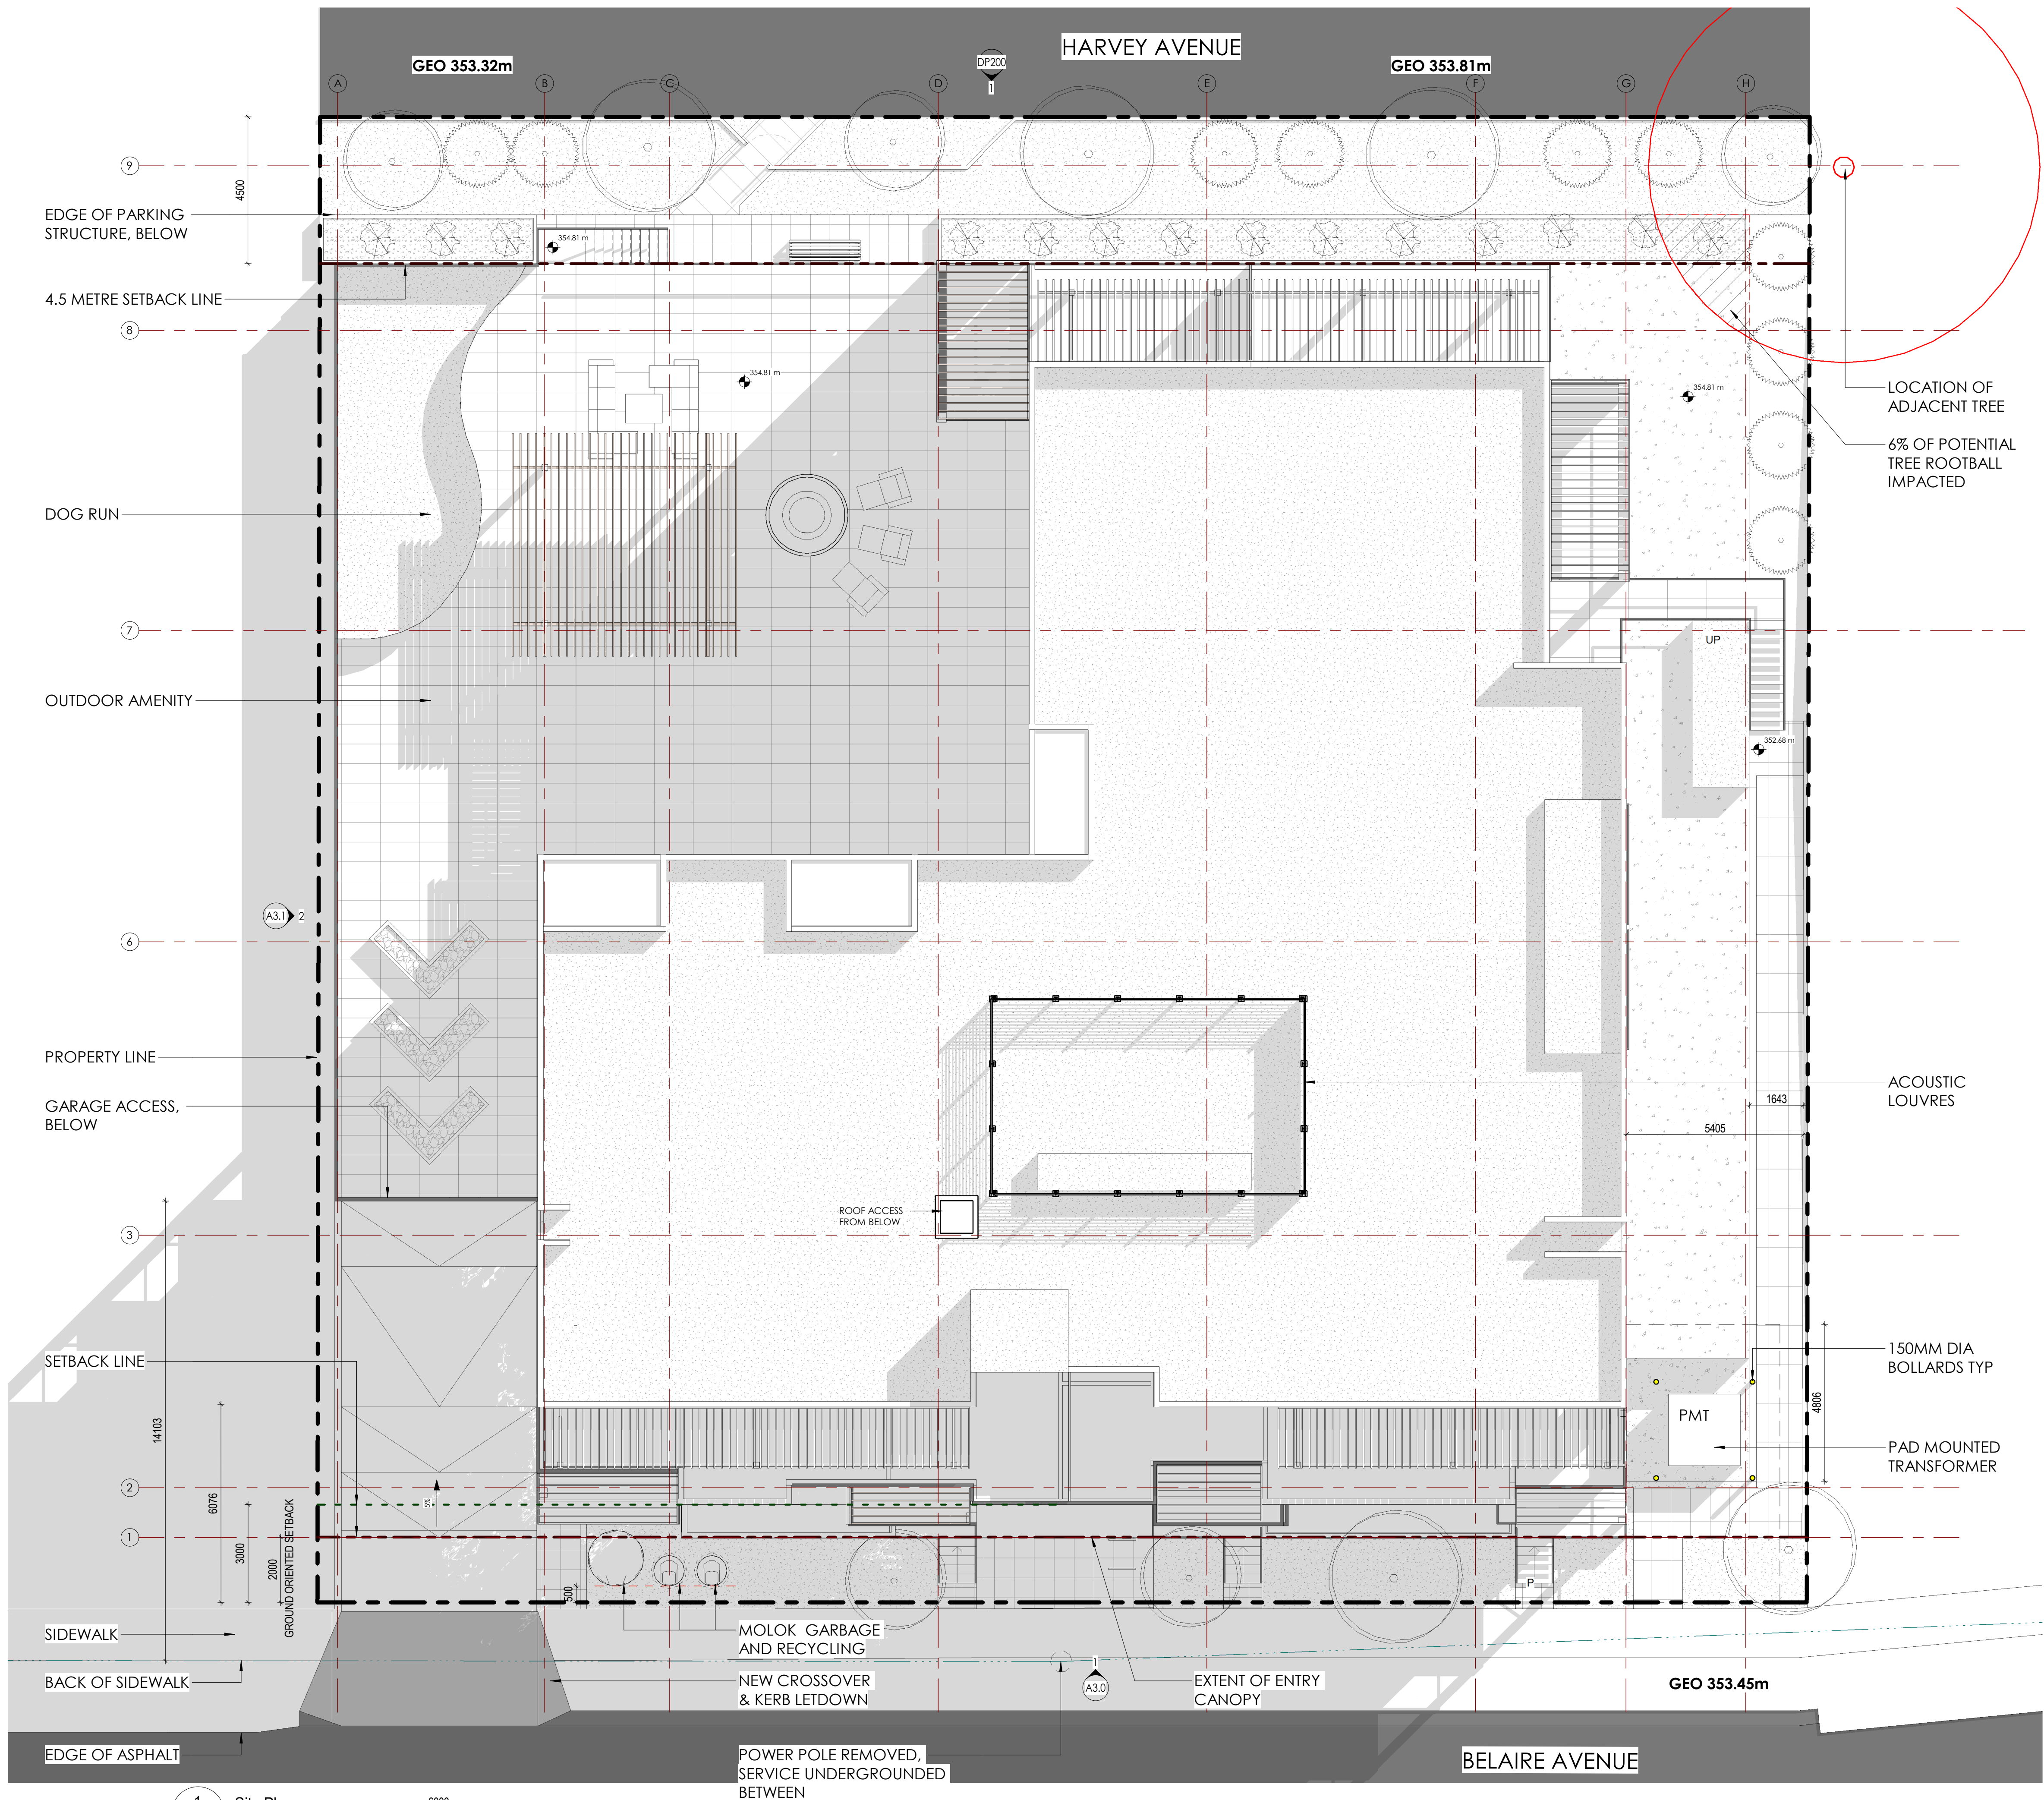 HARVEY AVENUE
GEO 353.32m
DP200
1
GEO 353.81m
A
B
C
D
E
F
G
H
9
4500
EDGE OF PARKING
STRUCTURE, BELOW
354.81 m
4.5 METRE SETBACK LINE
8
354.81 m
354.81 m
LOCATION OF
ADJACENT TREE
6% OF POTENTIAL
TREE ROOTBALL
IMPACTED
DOG RUN
7
UP
OUTDOOR AMENITY
352.68 m
A3.1
2
6
PROPERTY LINE
GARAGE ACCESS,
BELOW
ACOUSTIC
LOUVRES
1643
5405
ROOF ACCESS
FROM BELOW
3
SETBACK LINE
150MM DIA
BOLLARDS TYP
14103
4806
PMT
PAD MOUNTED
TRANSFORMER
6076
2
5%
1
3000
2000
GROUND ORIENTED SETBACK
500
P
SIDEWALK
MOLOK GARBAGE
AND RECYCLING
BACK OF SIDEWALK
NEW CROSSOVER
& KERB LETDOWN
1
A3.0
EXTENT OF ENTRY
CANOPY
GEO 353.45m
EDGE OF ASPHALT
POWER POLE REMOVED,
SERVICE UNDERGROUNDED
BETWEEN
BELAIRE AVENUE